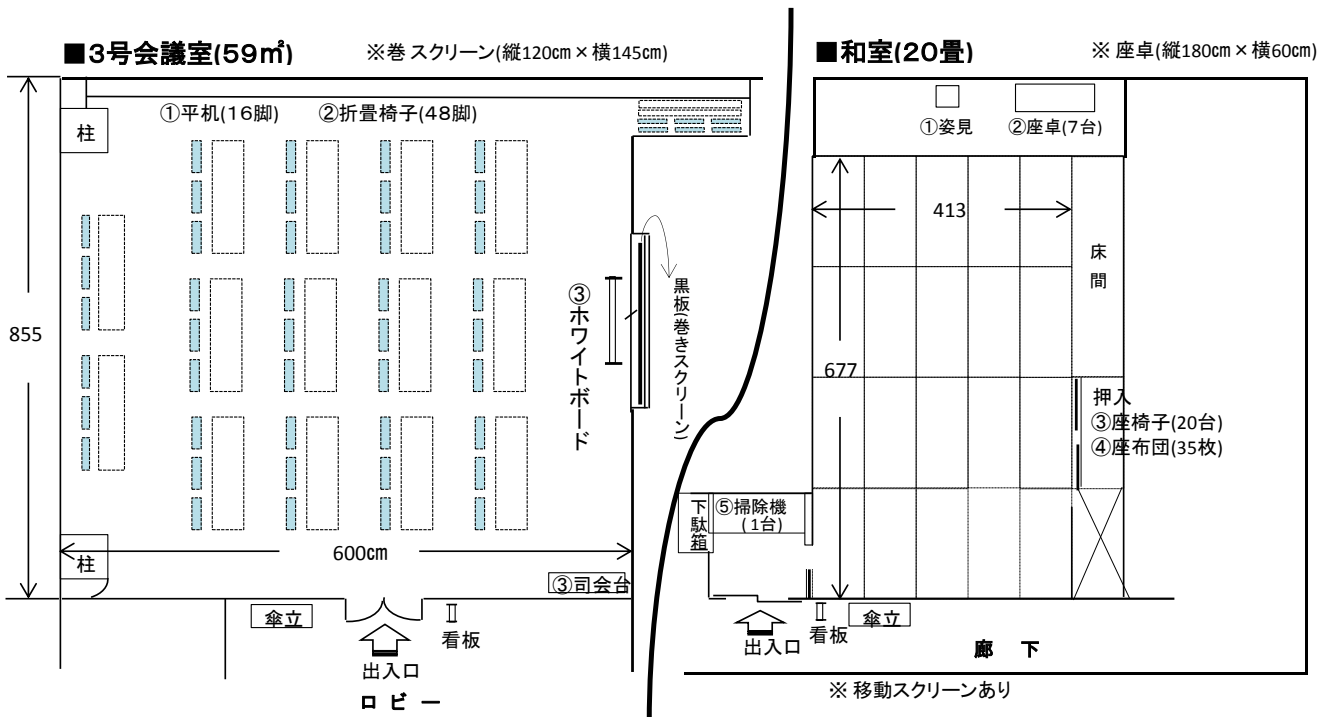 ■3号会議室(59㎡)
※巻スクリーン(縦120cm×横145cm)
柱
①平机(16脚)
②折畳椅子(48脚)
855
③ホワイトボード
黒板(巻きスクリーン)
柱
600cm
③司会台
傘立
看板
出入口
ロビー
■和室(20畳)
※座卓(縦180cm×横60cm)
①姿見
②座卓(7台)
413
床間
677
押入
③座椅子(20台)
④座布団(35枚)
下駄箱
⑤掃除機
(1台)
出入口
看板
傘立
廊下
※移動スクリーンあり